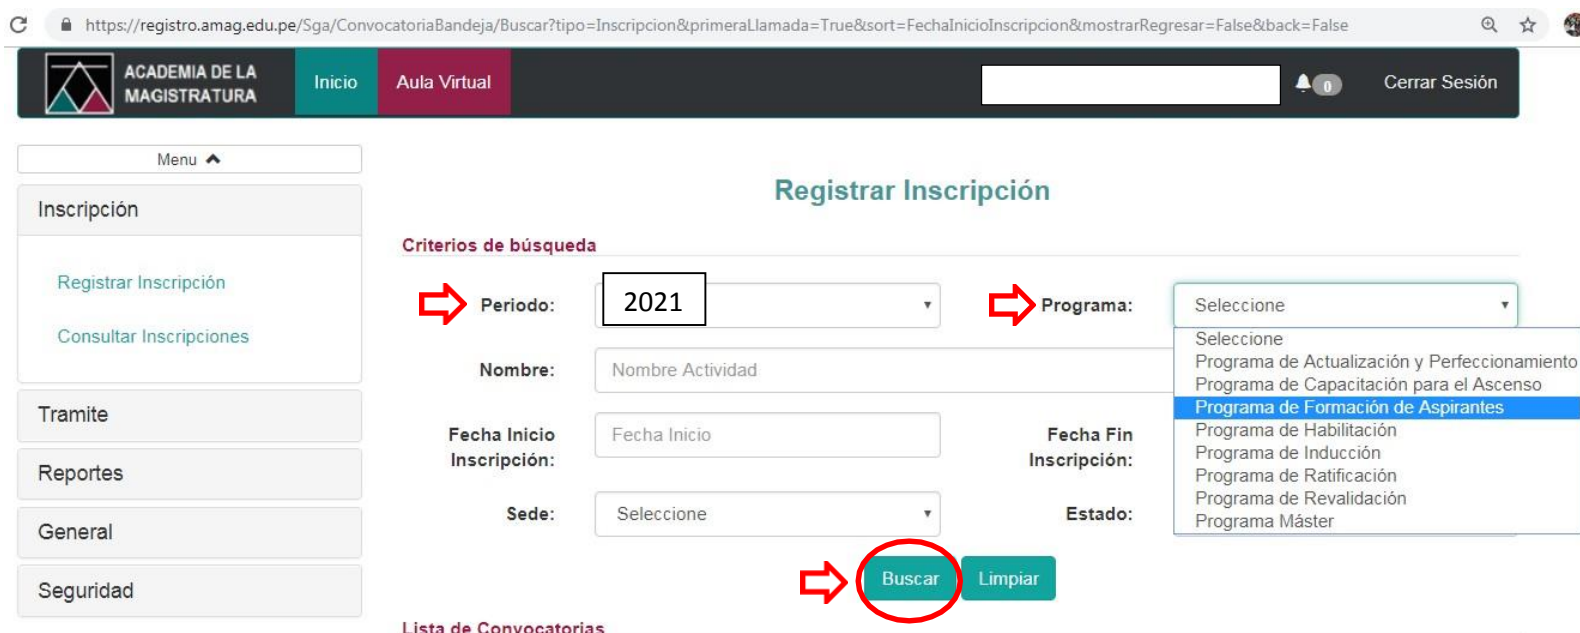 https://registro.amag.edu.pe/Sga/ConvocatoriaBandeja/Buscar?tipo=Inscripcion&primeraLlamada=True&sort=FechaInicioInscripcion&mostrarRegresar=False&back=False
ACADEMIA DE LA
MAGISTRATURA
Inicio
Aula Virtual
0
Cerrar Sesión
Menu
Inscripción
Registrar Inscripción
Consultar Inscripciones
Tramite
Reportes
General
Seguridad
Registrar Inscripción
Criterios de búsqueda
Periodo:
2021
Programa:
Seleccione
Seleccione
Programa de Actualización y Perfeccionamiento
Programa de Capacitación para el Ascenso
Programa de Formación de Aspirantes
Programa de Habilitación
Programa de Inducción
Programa de Ratificación
Programa de Revalidación
Programa Máster
Nombre:
Nombre Actividad
Fecha Inicio
Inscripción:
Fecha Inicio
Fecha Fin
Inscripción:
Sede:
Seleccione
Estado:
Buscar
Limpiar
Lista de Convocatorias